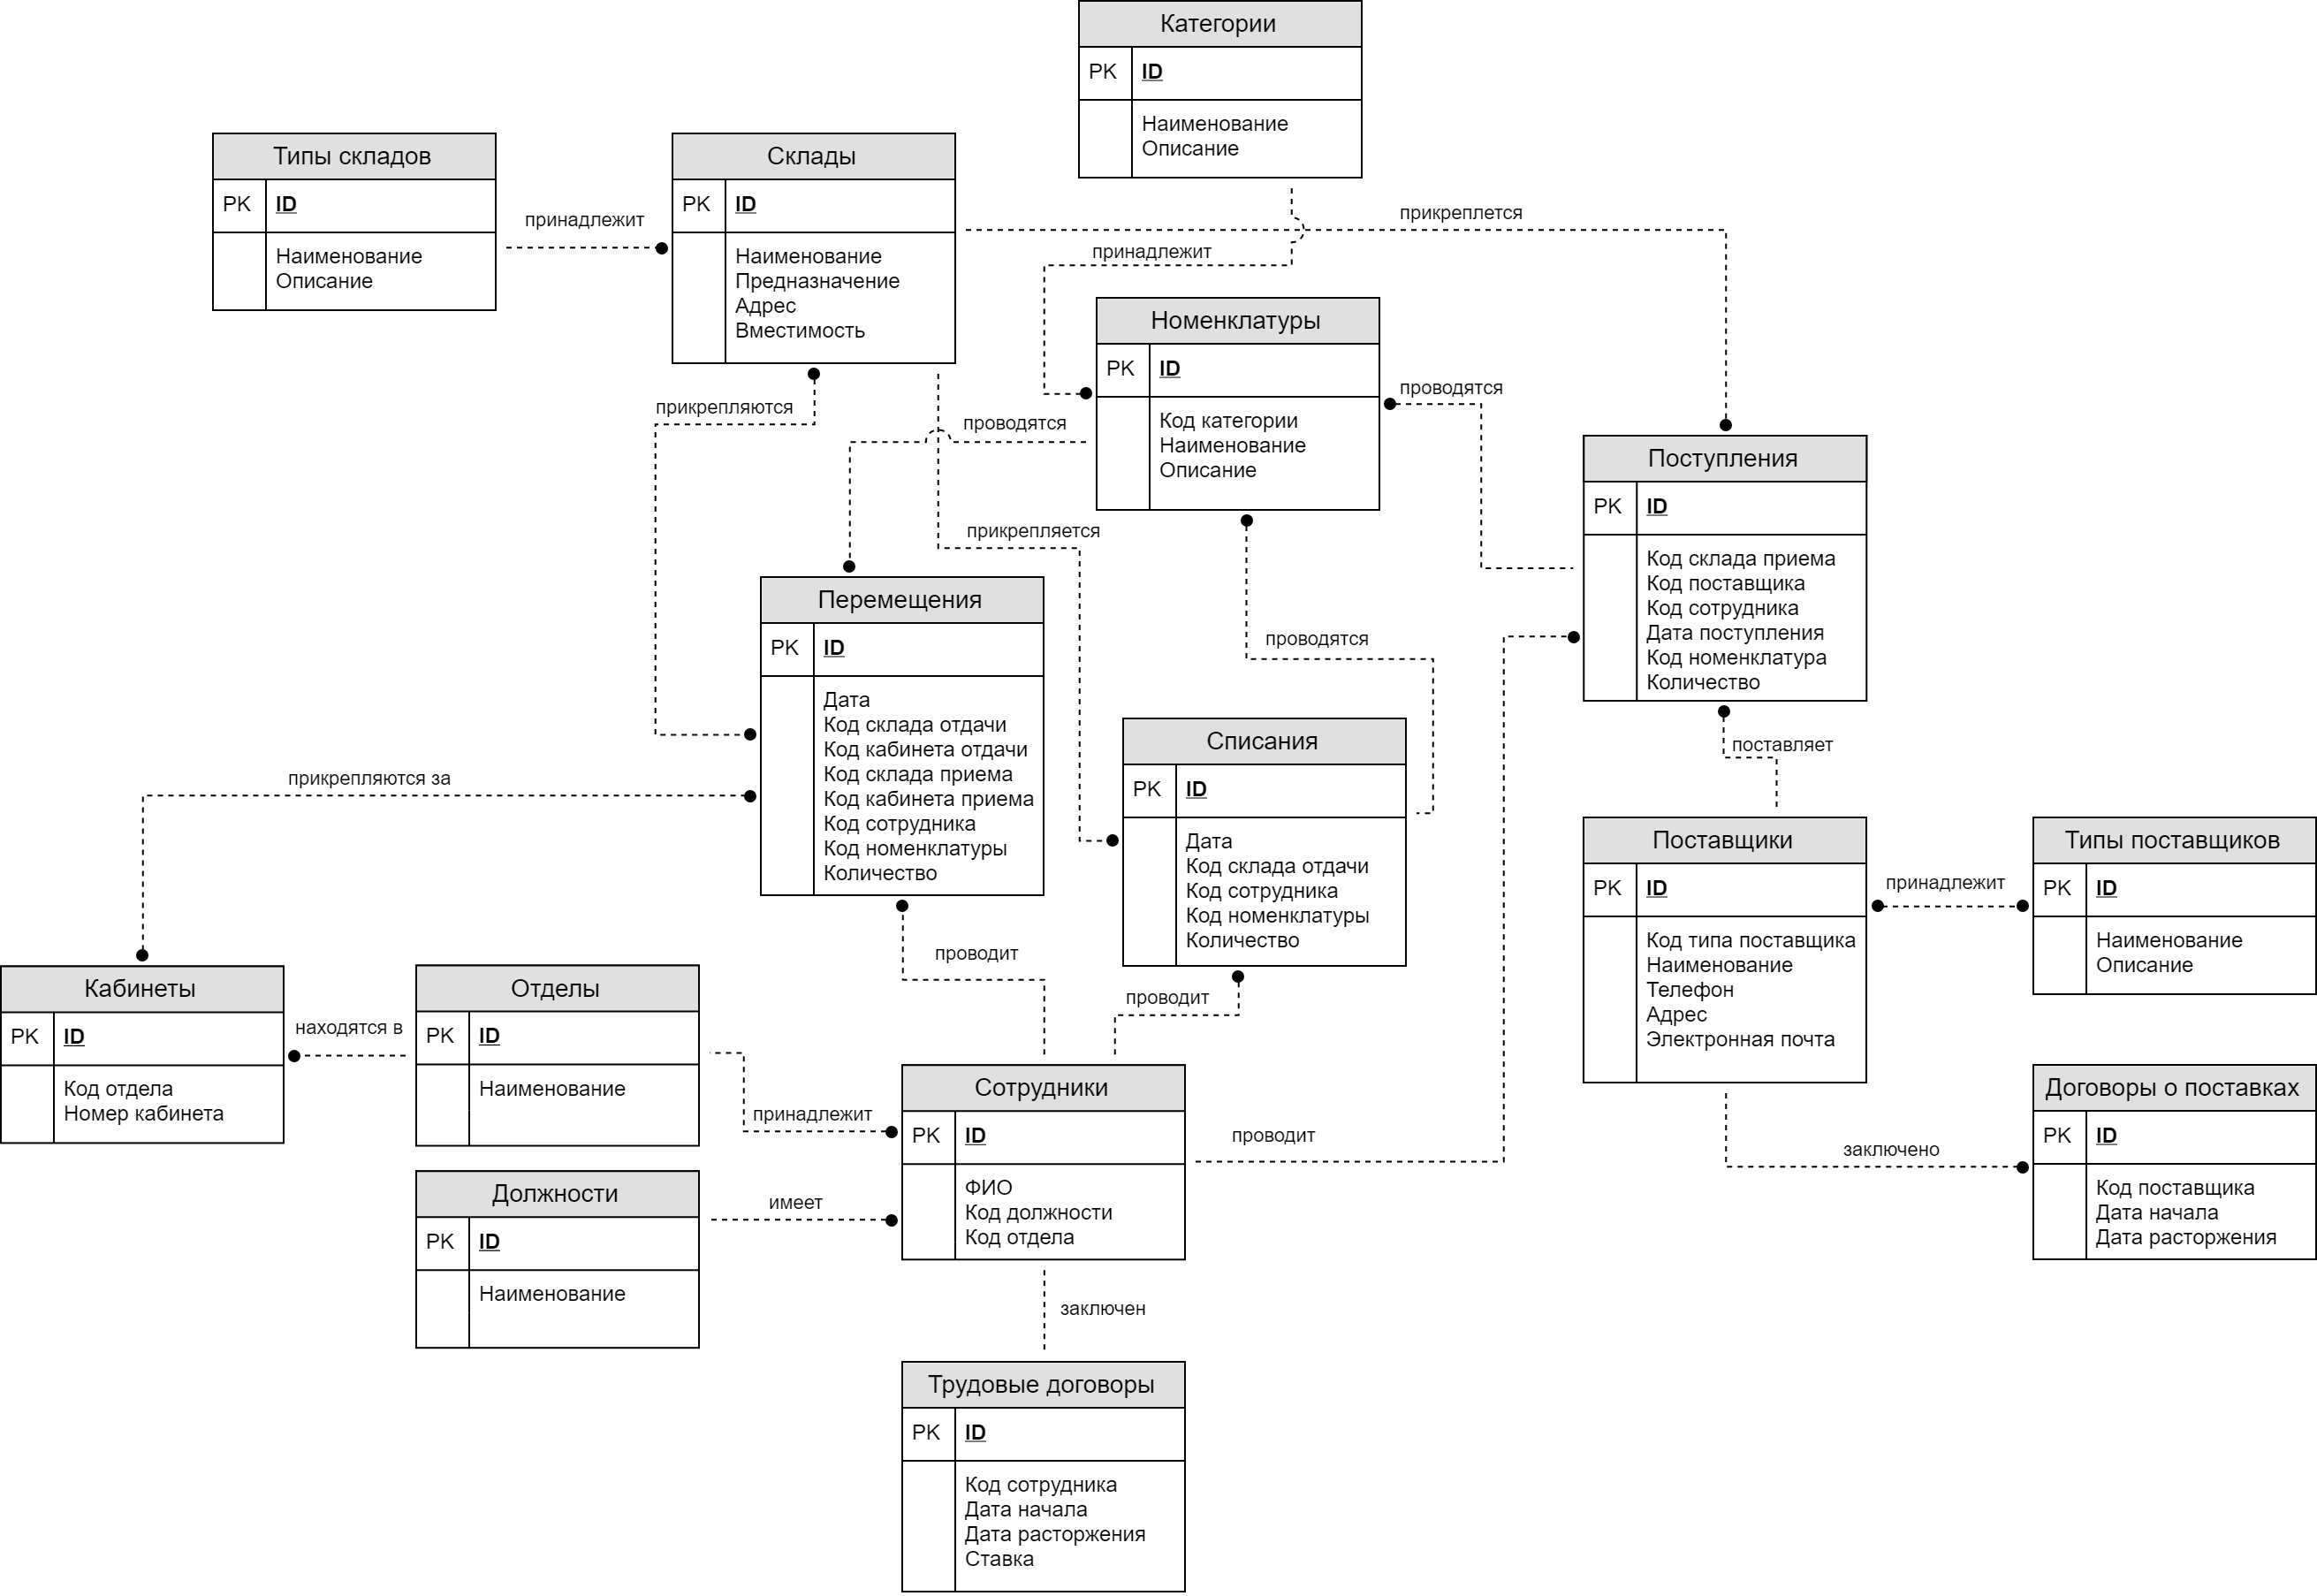 Категории
PK ID
Наименование
Описание
Типы складов
PK ID
Наименование
Описание
принадлежит
Склады
PK ID
Наименование
Предназначение
Адрес
Вместимость
прикреплется
принадлежит
Номенклатуры
PK ID
Код категории
Наименование
Описание
прикрепляются
проводятся
проводятся
прикрепляется
Поступления
PK ID
Код склада приема
Код поставщика
Код сотрудника
Дата поступления
Код номенклатура
Количество
Перемещения
PK ID
Дата
Код склада отдачи
Код кабинета отдачи
Код склада приема
Код кабинета приема
Код сотрудника
Код номенклатуры
Количество
проводятся
прикрепляются за
Списания
PK ID
Дата
Код склада отдачи
Код сотрудника
Код номенклатуры
Количество
поставляет
Поставщики
PK ID
Код типа поставщика
Наименование
Телефон
Адрес
Электронная почта
принадлежит
Типы поставщиков
PK ID
Наименование
Описание
проводит
проводит
Кабинеты
PK ID
Код отдела
Номер кабинета
находятся в
Отделы
PK ID
Наименование
принадлежит
Сотрудники
PK ID
ФИО
Код должности
Код отдела
проводит
заключено
Договоры о поставках
PK ID
Код поставщика
Дата начала
Дата расторжения
Должности
PK ID
Наименование
имеет
заключен
Трудовые договоры
PK ID
Код сотрудника
Дата начала
Дата расторжения
Ставка